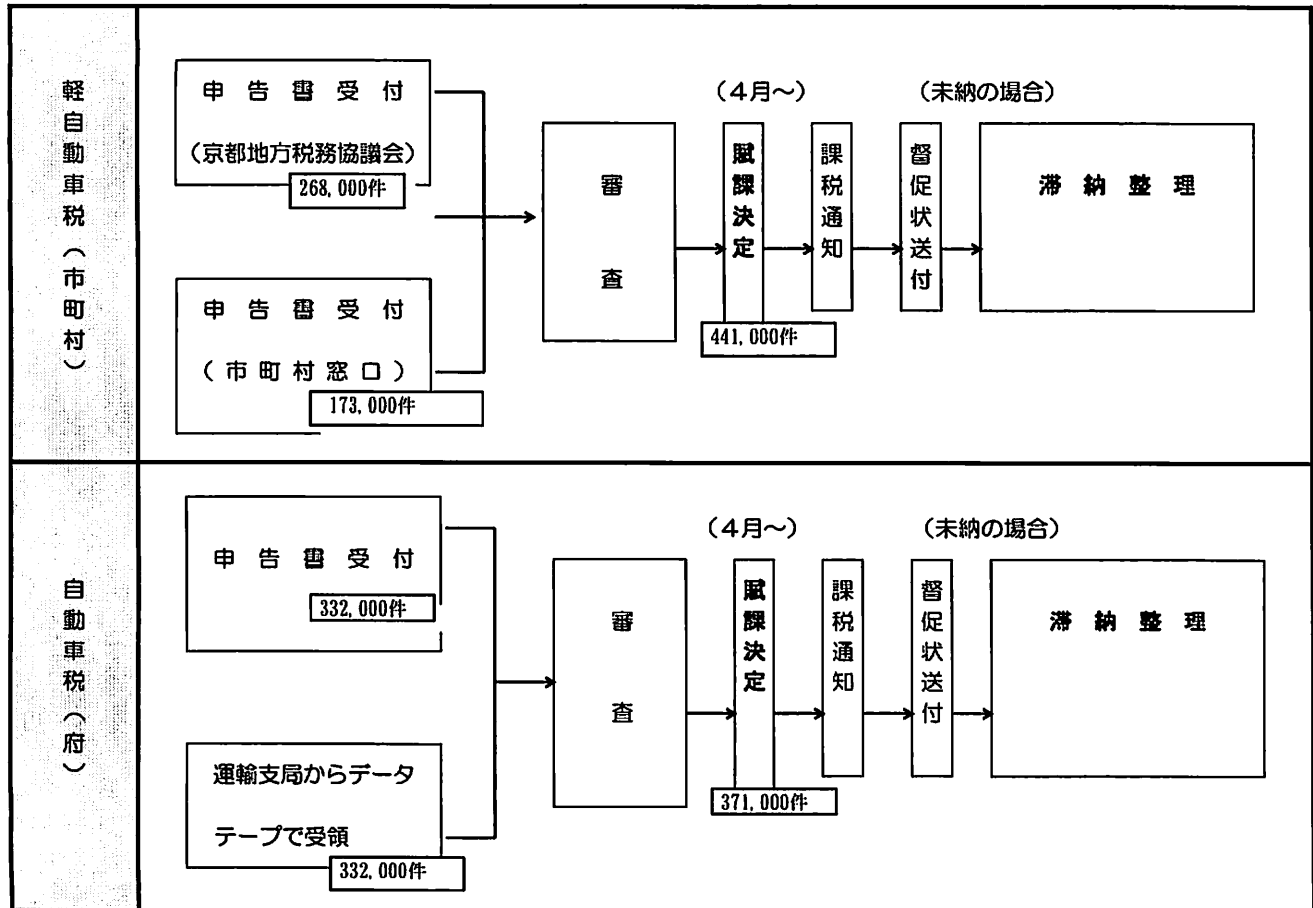 軽自動車税（市町村）
申告書受付
（京都地方税務協議会）
268,000件
申告書受付
（市町村窓口）
173,000件
審査
（4月～）
賦課決定
441,000件
課税通知
（未納の場合）
督促状送付
滞納整理
自動車税（府）
申告書受付
332,000件
運輸支局からデータ
テープで受領
332,000件
審査
（4月～）
賦課決定
371,000件
課税通知
（未納の場合）
督促状送付
滞納整理